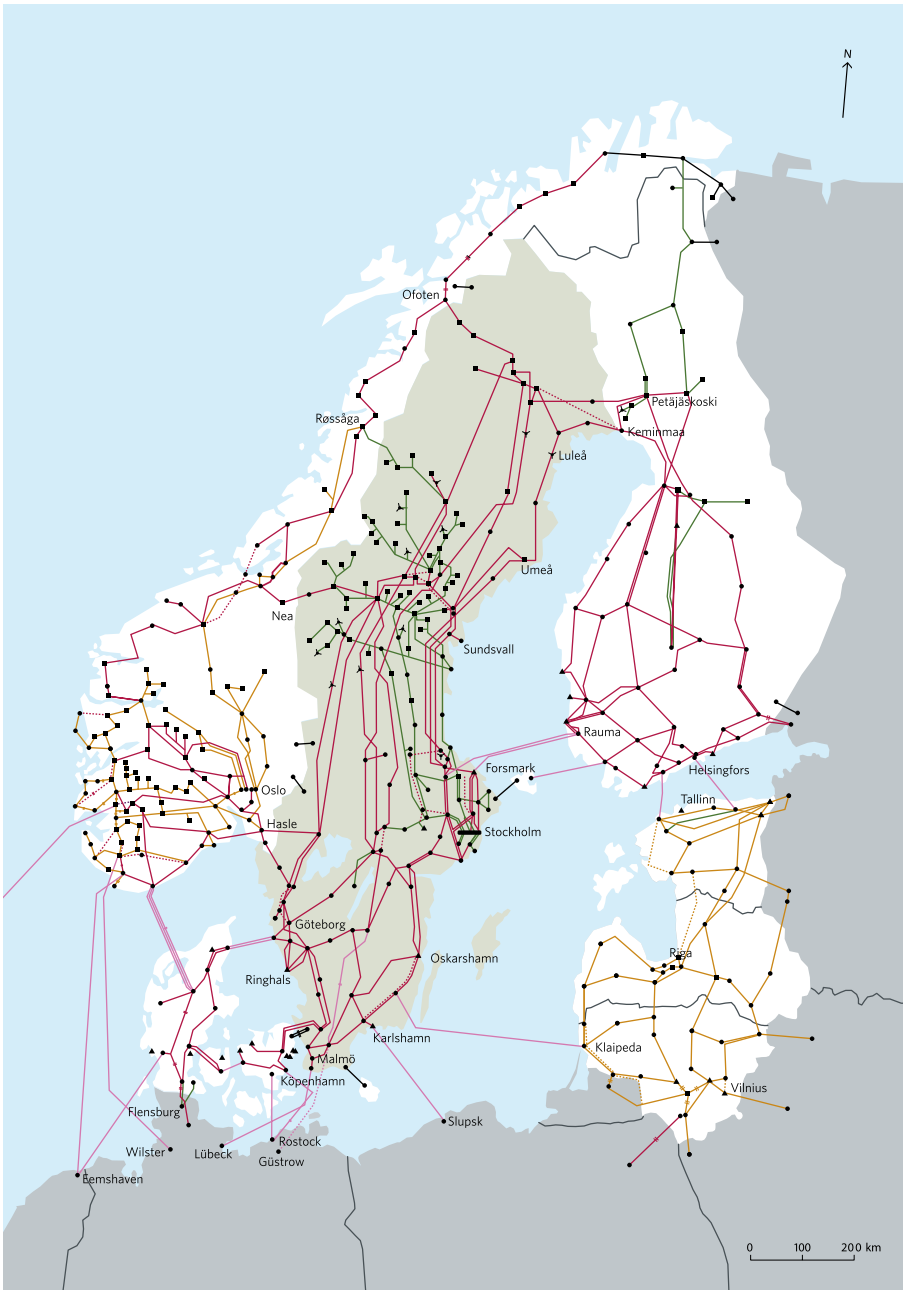 N
Ofoten
Petäjäskoski
Røssåga
Keminmaa
Luleå
Umeå
Nea
Sundsvall
Rauma
Forsmark
Helsingfors
Oslo
Tallinn
Hasle
Stockholm
Göteborg
Riga
Oskarshamn
Ringhals
Karlshamn
Klaipeda
Malmö
Köpenhamn
Vilnius
Flensburg
Slupsk
Rostock
Wilster
Lübeck
Güstrow
Eemshaven
0 100 200 km